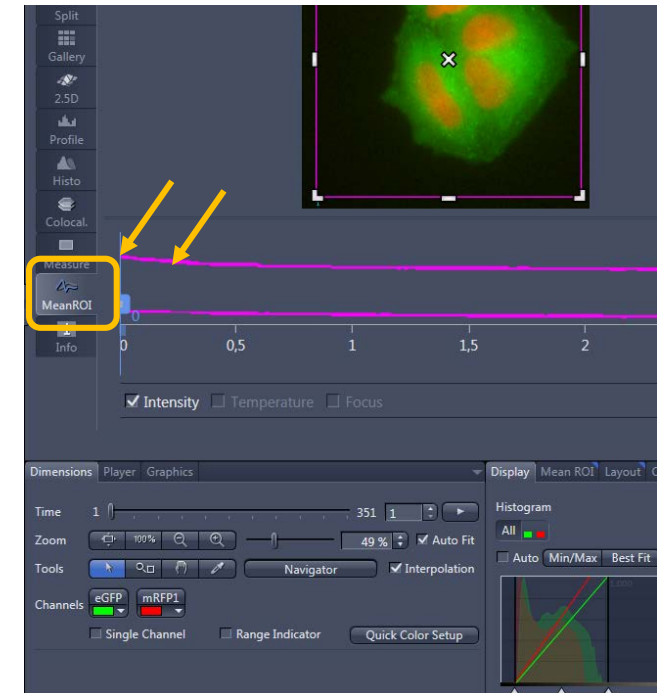 Split
Gallery
2.5D
Profile
Histo
Colocal.
Measure
MeanROI
Info
0
0 0,5 1 1,5 2
Intensity Temperature Focus
Dimensions Player Graphics
Time 1 351 1
Zoom 100% 49 % Auto Fit
Tools Navigator Interpolation
Channels eGFP mRFP1
Single Channel Range Indicator Quick Color Setup
Display Mean ROI Layout
Histogram
All
Auto Min/Max Best Fit